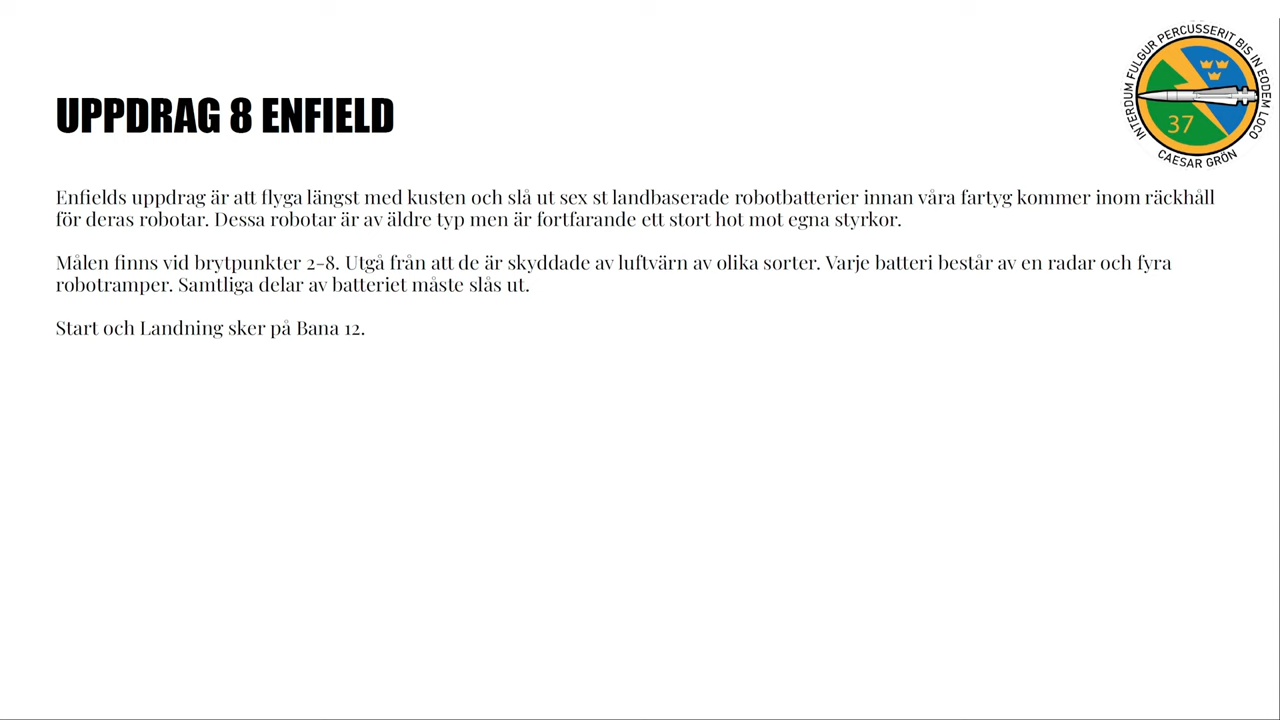 INTERDUM FULGUR PERCUSSERIT BIS IN EODEM LOCO
37
CAESAR GRÖN
UPPDRAG 8 ENFIELD
Enfields uppdrag är att flyga längst med kusten och slå ut sex st landbaserade robotbatterier innan våra fartyg kommer inom räckhåll
för deras robotar. Dessa robotar är av äldre typ men är fortfarande ett stort hot mot egna styrkor.
Målen finns vid brytpunkter 2-8. Utgå från att de är skyddade av luftvärn av olika sorter. Varje batteri består av en radar och fyra
robotramper. Samtliga delar av batteriet måste slås ut.
Start och Landning sker på Bana 12.